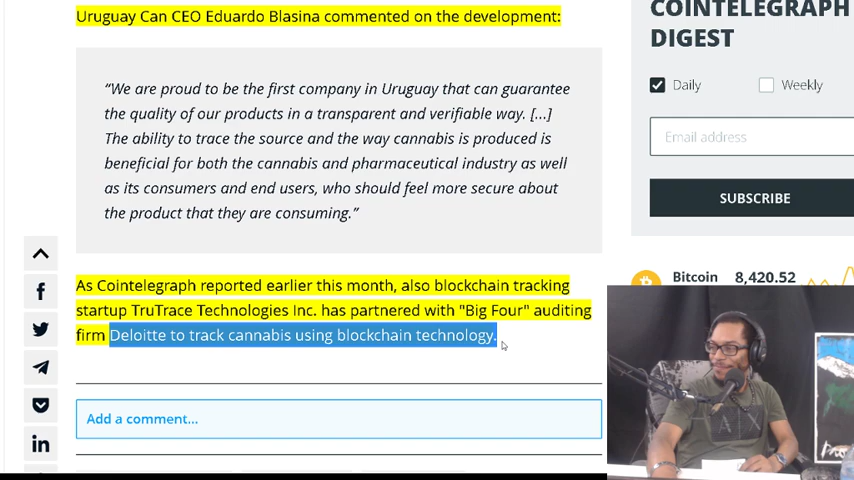 Uruguay Can CEO Eduardo Blasina commented on the development:
“We are proud to be the first company in Uruguay that can guarantee
the quality of our products in a transparent and verifiable way. [...]
The ability to trace the source and the way cannabis is produced is
beneficial for both the cannabis and pharmaceutical industry as well
as its consumers and end users, who should feel more secure about
the product that they are consuming.”
As Cointelegraph reported earlier this month, also blockchain tracking
startup TruTrace Technologies Inc. has partnered with "Big Four" auditing
firm Deloitte to track cannabis using blockchain technology.
Add a comment...
COINTELEGRAPH
DIGEST
Daily
Weekly
Email address
SUBSCRIBE
Bitcoin 8,420.52